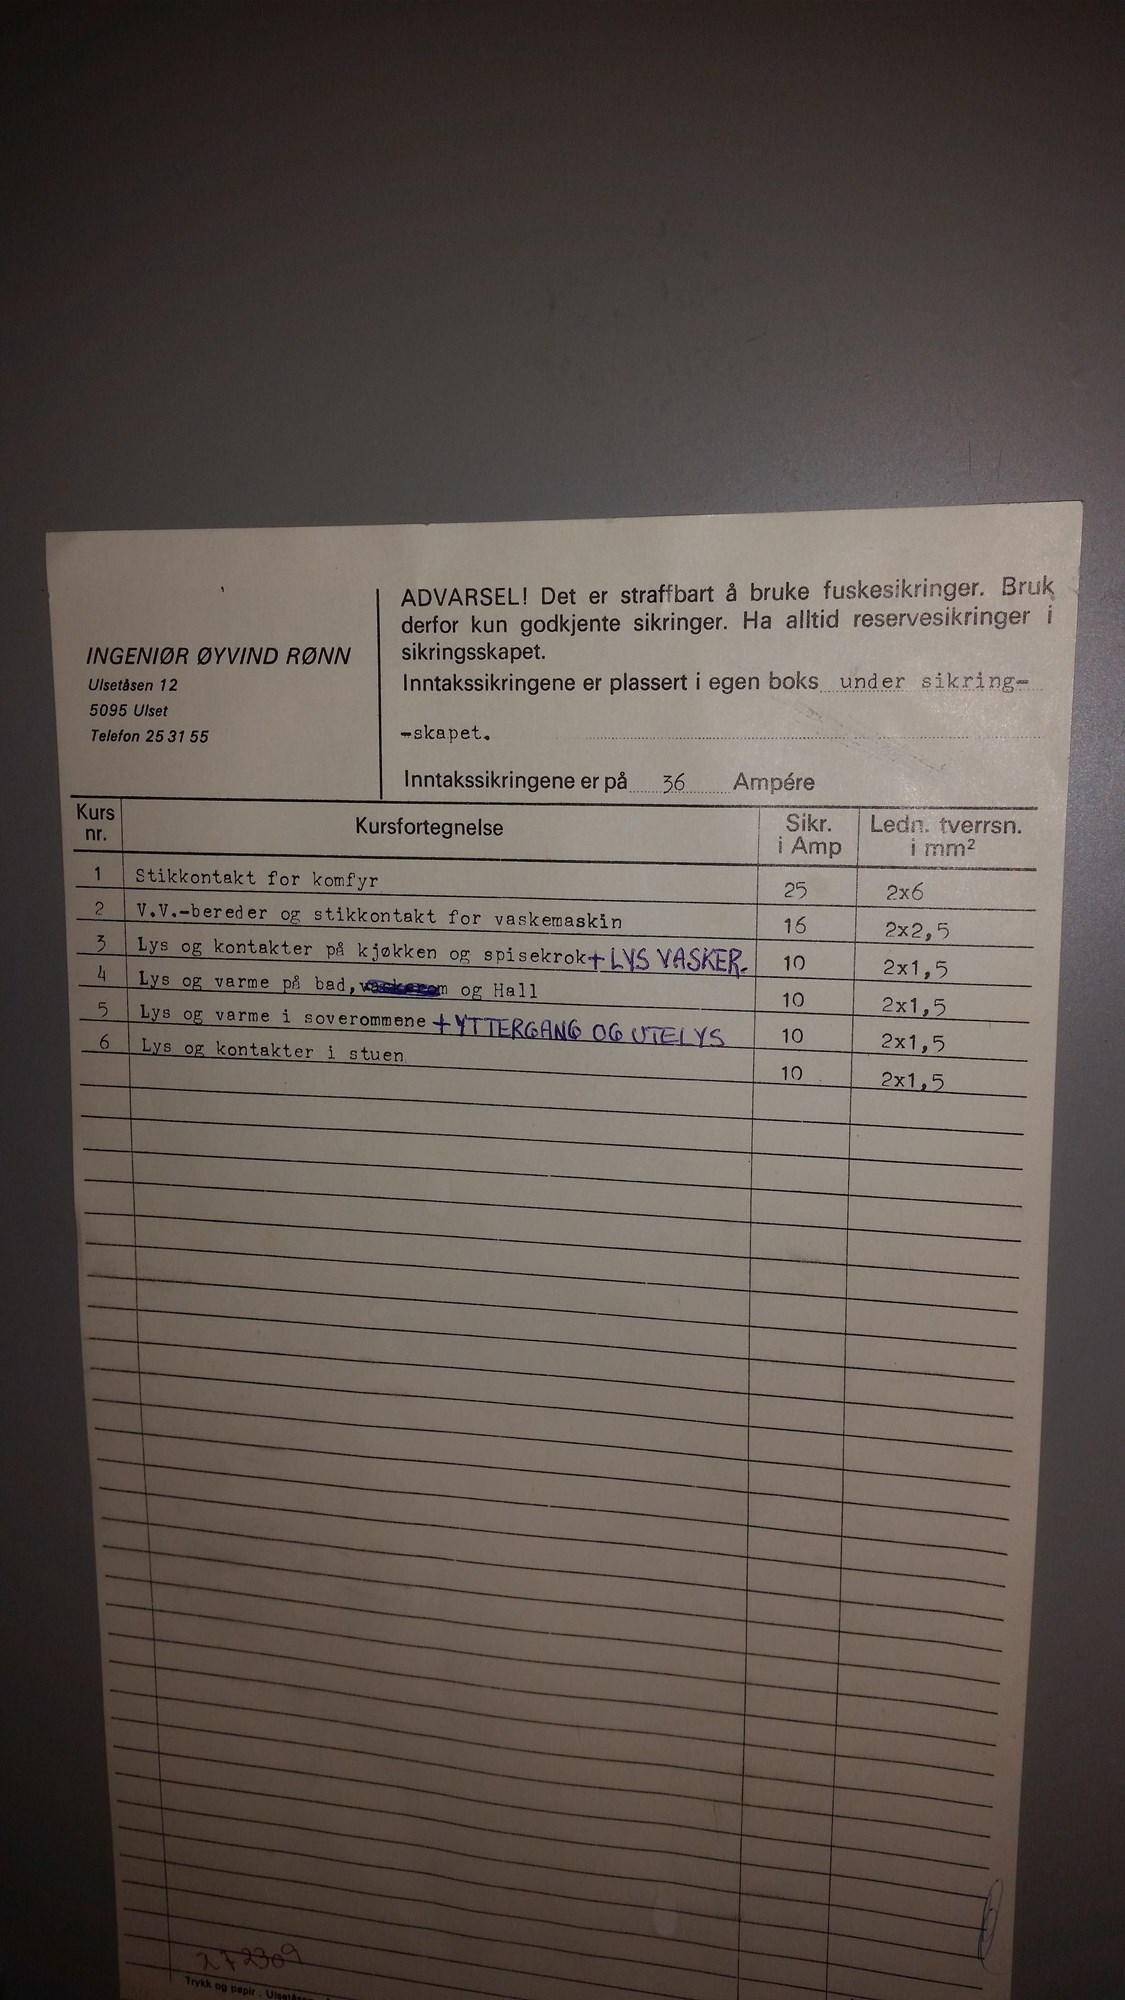 INGENIØR ØYVIND RØNN
Ulsetåsen 12
5095 Ulset
Telefon 25 31 55
ADVARSEL! Det er straffbart å bruke fuskesikringer. Bruk
derfor kun godkjente sikringer. Ha alltid reservesikringer i
sikringsskapet.
Inntakssikringene er plassert i egen boks under sikring-
-skapet.
Inntakssikringene er på 36 Ampére
Kurs nr. Kursfortegnelse Sikr. i Amp Ledn. tverrsn. i mm²
1 Stikkontakt for komfyr 25 2x6
2 V.V.-bereder og stikkontakt for vaskemaskin 16 2x2,5
3 Lys og kontakter på kjøkken og spisekrok + LYS VASKER. 10 2x1,5
4 Lys og varme på bad, og Hall 10 2x1,5
5 Lys og varme i soverommene + YTTERGANG OG UTELYS 10 2x1,5
6 Lys og kontakter i stuen 10 2x1,5
272309
Trykk og papir .